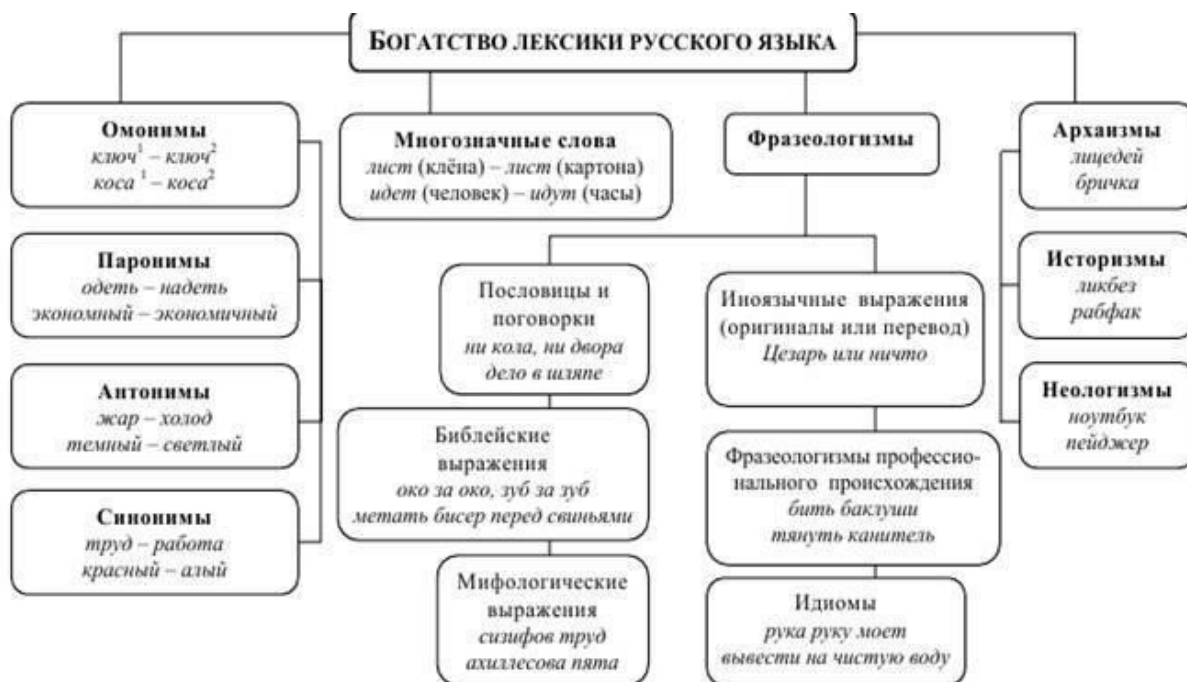 БОГАТСТВО ЛЕКСИКИ РУССКОГО ЯЗЫКА
Омонимы
ключ¹ – ключ²
коса ¹ – коса²
Паронимы
одеть – надеть
экономный – экономичный
Антонимы
жар – холод
темный – светлый
Синонимы
труд – работа
красный – алый
Многозначные слова
лист (клёна) – лист (картона)
идет (человек) – идут (часы)
Фразеологизмы
Пословицы и
поговорки
ни кола, ни двора
дело в шляпе
Библейские
выражения
око за око, зуб за зуб
метать бисер перед свиньями
Мифологические
выражения
сизифов труд
ахиллесова пята
Иноязычные выражения
(оригиналы или перевод)
Цезарь или ничто
Фразеологизмы профессио-
нального происхождения
бить баклуши
тянуть канитель
Идиомы
рука руку моет
вывести на чистую воду
Архаизмы
лицедей
бричка
Историзмы
ликбез
рабфак
Неологизмы
ноутбук
пейджер